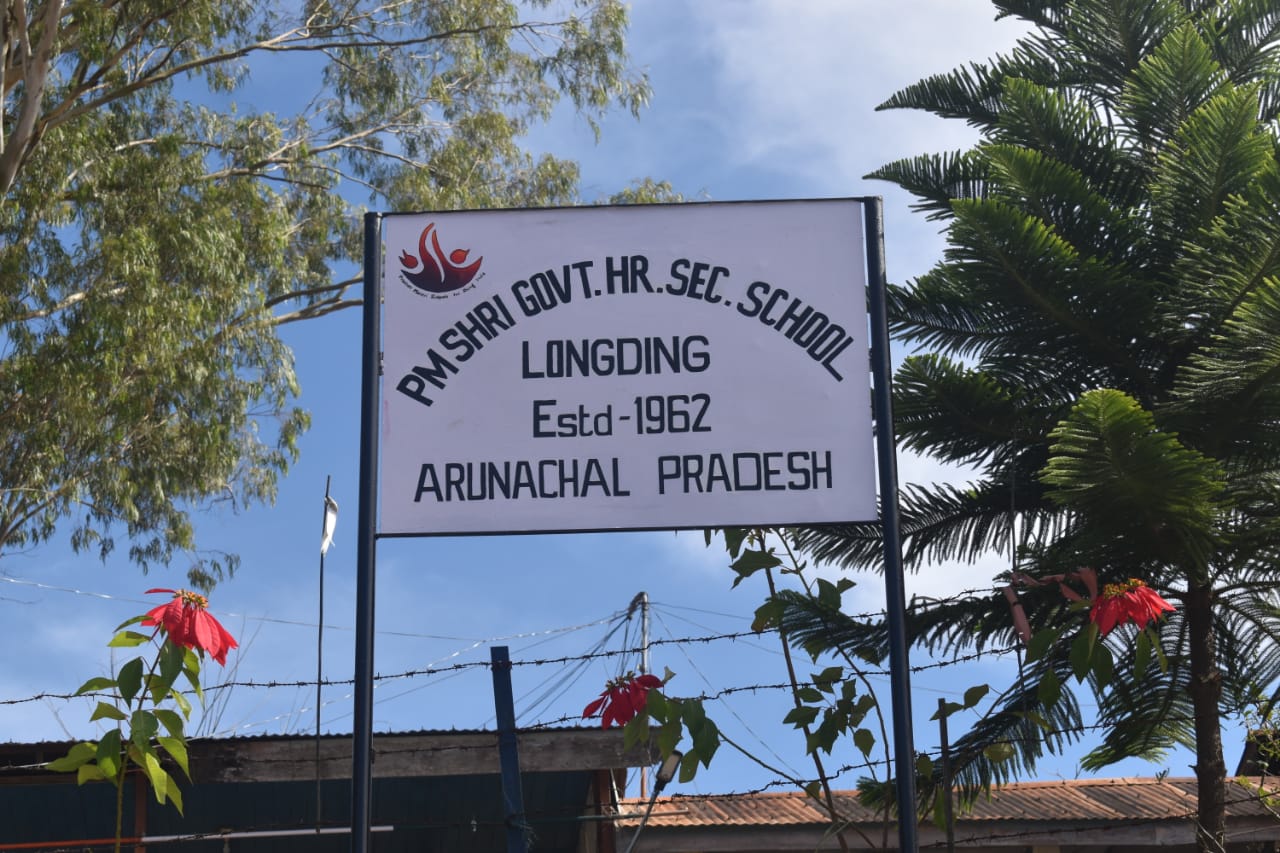 PM SHRI GOVT. HR. SEC. SCHOOL
LONGDING
Estd-1962
ARUNACHAL PRADESH